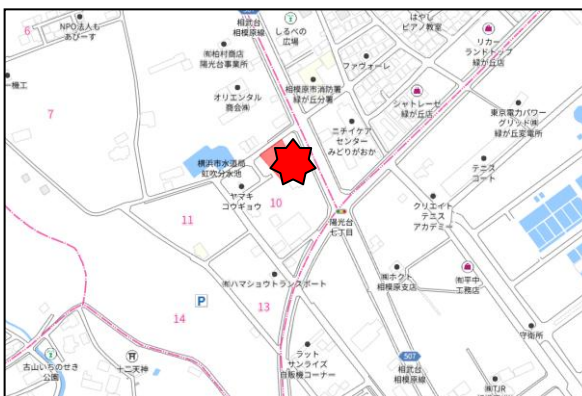 507
NPO法人も
あびーす
相武台
相模原線
しるべの
広場
はやし
ピアノ教室
6
㈲柏村商店
陽光台事業所
リカー
ランドトップ
緑が丘店
ファヴォーレ
機工
オリエンタル
商会㈱
相模原市消防署
緑が丘分署
シャトレーゼ
緑が丘店
東京電力パワー
グリッド㈱
緑が丘変電所
7
ニチイケア
センター
みどりがおか
横浜市水道局
虹吹分水池
テニス
コート
ヤマキ
コウギョウ
10
クリエイト
テニス
アカデミー
11
陽光台
七丁目
㈱ホクト
相模原支店
㈲平中
工務店
㈲ハマショウトランスポート
13
P
14
守衛所
ラット
サンライズ
自販機コーナー
507
古山いちのせき
公園
十二天神
相武台
相模原線
㈱TJR